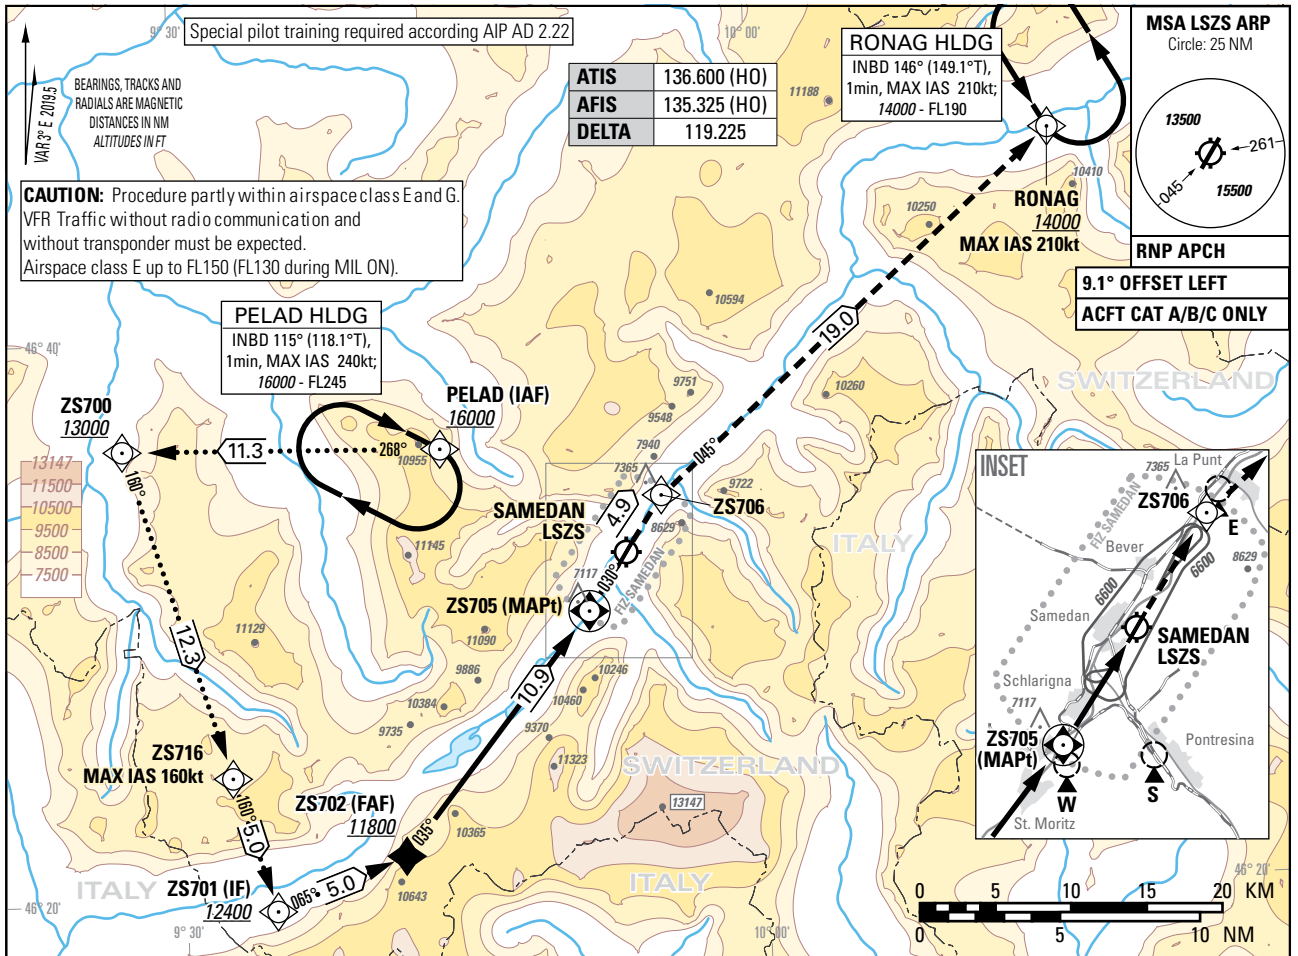 Special pilot training required according AIP AD 2.22
9° 30'
10° 00'
VAR 3° E 2019.5
BEARINGS, TRACKS AND
RADIALS ARE MAGNETIC
DISTANCES IN NM
ALTITUDES IN FT
ATIS 136.600 (HO)
AFIS 135.325 (HO)
DELTA 119.225
RONAG HLDG
INBD 146° (149.1°T),
1min, MAX IAS 210kt;
14000 - FL190
MSA LSZS ARP
Circle: 25 NM
13500
261
045
15500
RNP APCH
9.1° OFFSET LEFT
ACFT CAT A/B/C ONLY
CAUTION: Procedure partly within airspace class E and G.
VFR Traffic without radio communication and
without transponder must be expected.
Airspace class E up to FL150 (FL130 during MIL ON).
11188
10410
RONAG
14000
MAX IAS 210kt
10250
10594
19.0
PELAD HLDG
INBD 115° (118.1°T),
1min, MAX IAS 240kt;
16000 - FL245
46° 40'
SWITZERLAND
9751
10260
9548
PELAD (IAF)
16000
ZS700
13000
11.3
268°
10955
7940
045°
7365
9722
13147
11500
10500
9500
8500
7500
160°
SAMEDAN
LSZS
4.9
ZS706
8629
ITALY
11145
7117
030°
FIZ SAMEDAN
ZS705 (MAPt)
INSET
7365
La Punt
ZS706
FIZ SAMEDAN
E
Bever
8629
6600
6600
Samedan
SAMEDAN
LSZS
Schlarigna
7117
ZS705
(MAPt)
Pontresina
W
S
St. Moritz
11129
11090
12.3
9886
10246
10.9
10460
10384
9735
9370
11323
SWITZERLAND
ZS716
MAX IAS 160kt
13147
ZS702 (FAF)
11800
160°
5.0
035°
10365
ITALY
ZS701 (IF)
12400
065°
5.0
10643
ITALY
46° 20'
46° 20'
0 5 10 15 20 KM
0 5 10 NM
9° 30'
10° 00'